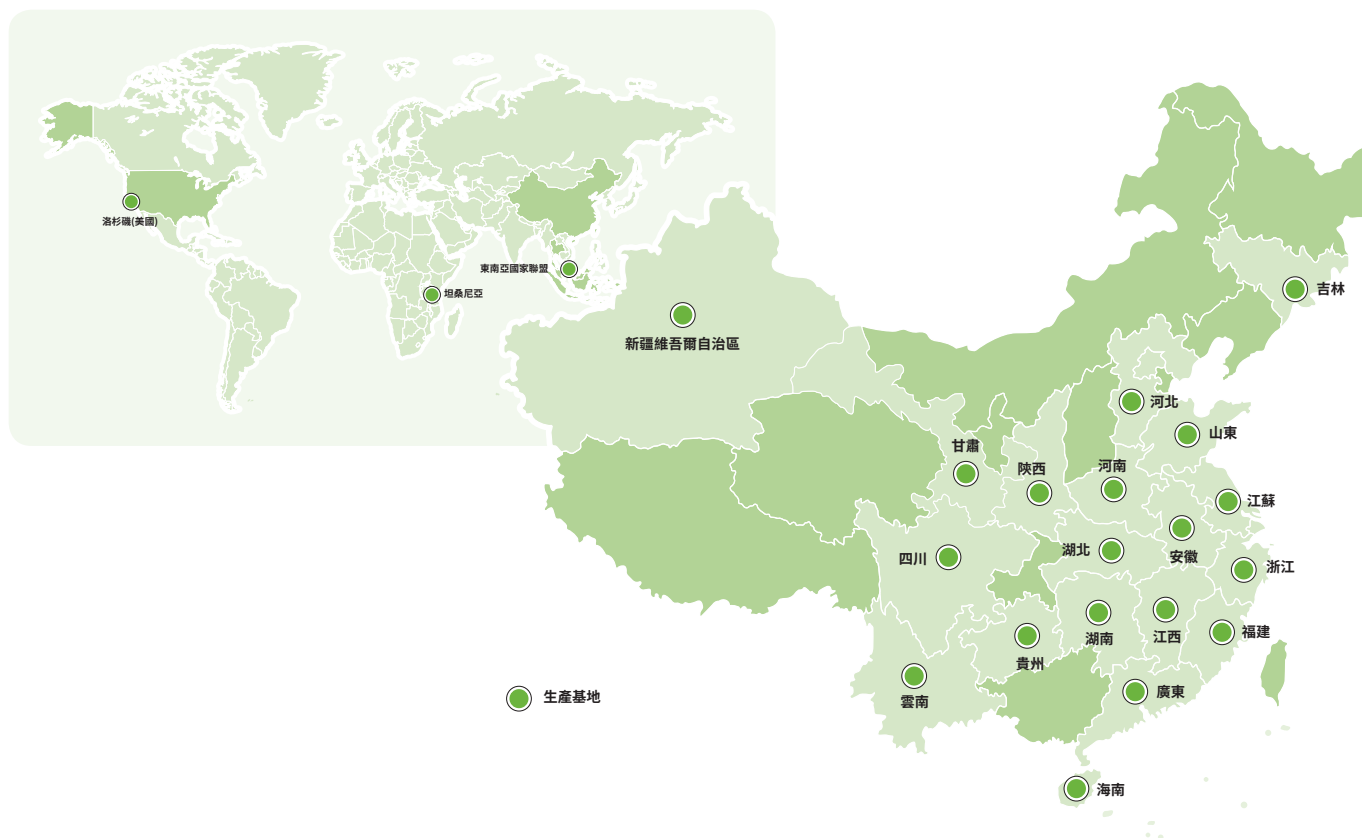 洛杉磯(美國)
東南亞國家聯盟
坦桑尼亞
新疆維吾爾自治區
吉林
河北
山東
甘肅
陝西
河南
江蘇
四川
湖北
安徽
浙江
貴州
湖南
江西
福建
雲南
廣東
海南
生產基地